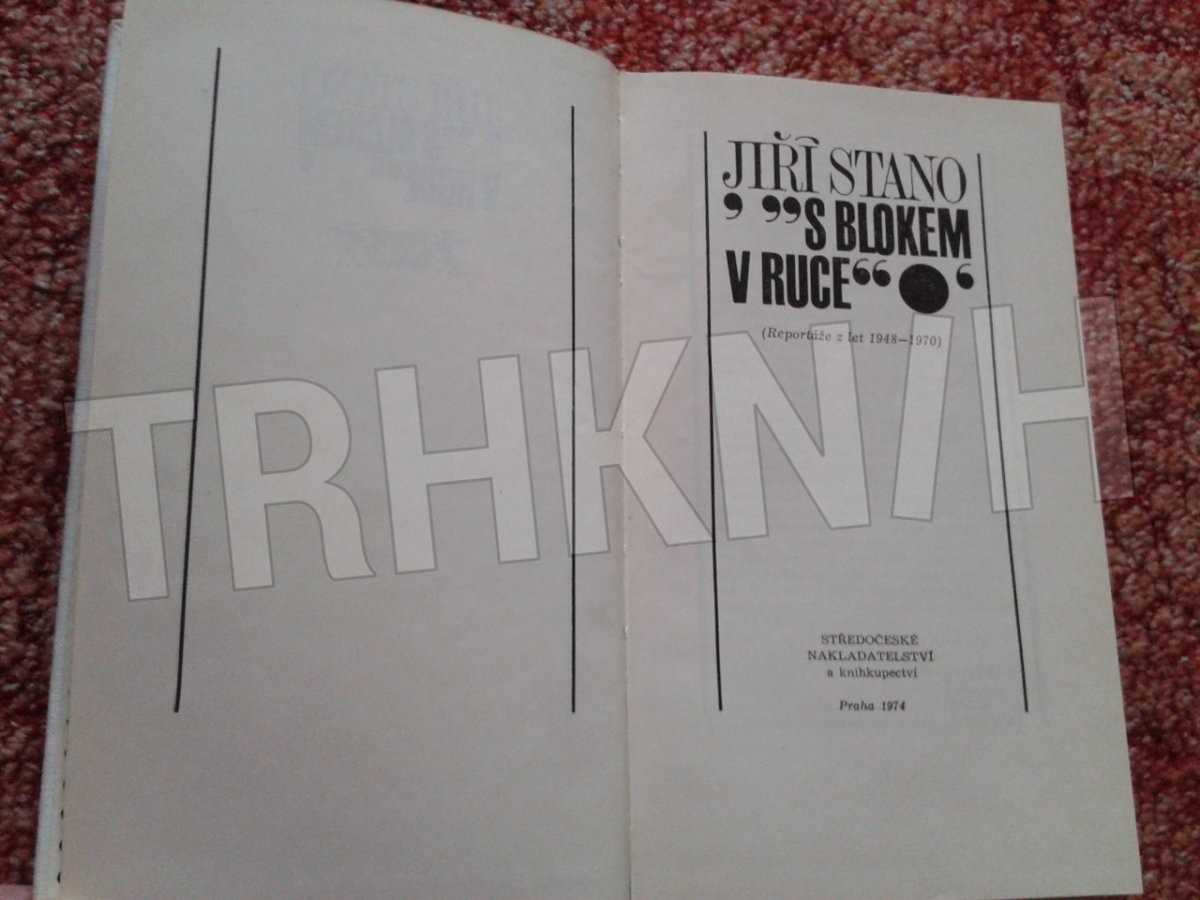 JIŘÍ STANO
’ ”S BLOKEM
V RUCE“ ● ‘
(Reportáže z let 1948—1970)
TRHKNIH
STŘEDOČESKÉ
NAKLADATELSTVÍ
a knihkupectví
Praha 1974